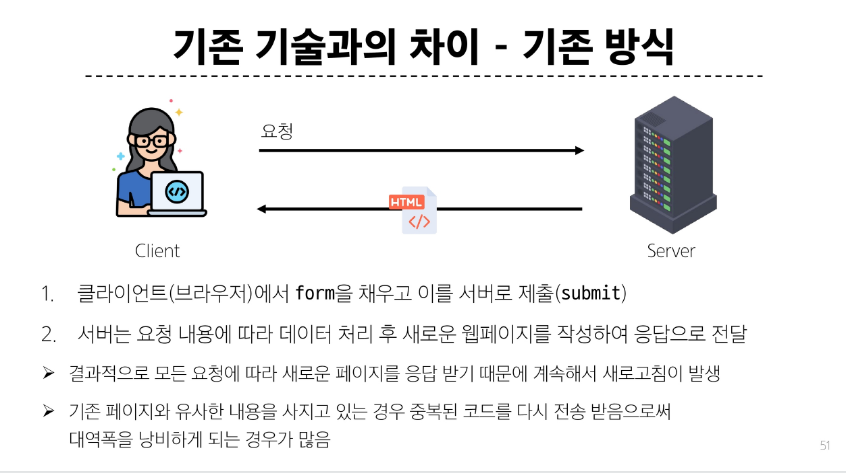 기존 기술과의 차이 - 기존 방식
요청
HTML
</>
</>
Client
Server
1. 클라이언트(브라우저)에서 form을 채우고 이를 서버로 제출(submit)
2. 서버는 요청 내용에 따라 데이터 처리 후 새로운 웹페이지를 작성하여 응답으로 전달
➢ 결과적으로 모든 요청에 따라 새로운 페이지를 응답 받기 때문에 계속해서 새로고침이 발생
➢ 기존 페이지와 유사한 내용을 사지고 있는 경우 중복된 코드를 다시 전송 받음으로써
대역폭을 낭비하게 되는 경우가 많음
51